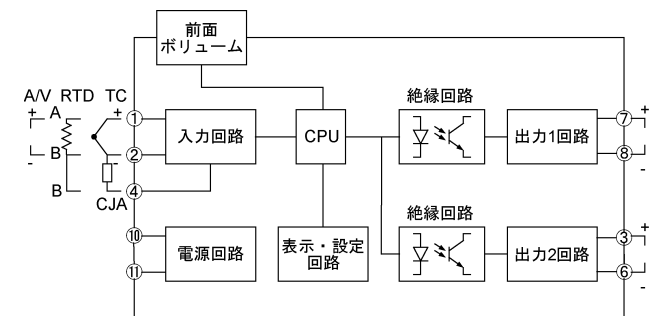 前面
ボリューム
A/V RTD TC
+ A +
① 入力回路 CPU 絶縁回路 出力1回路 ⑦ +
- B - ② ⑧ -
B ④
CJA
⑩ 電源回路 表示・設定
回路 絶縁回路 出力2回路 ③ +
⑪ ⑥ -